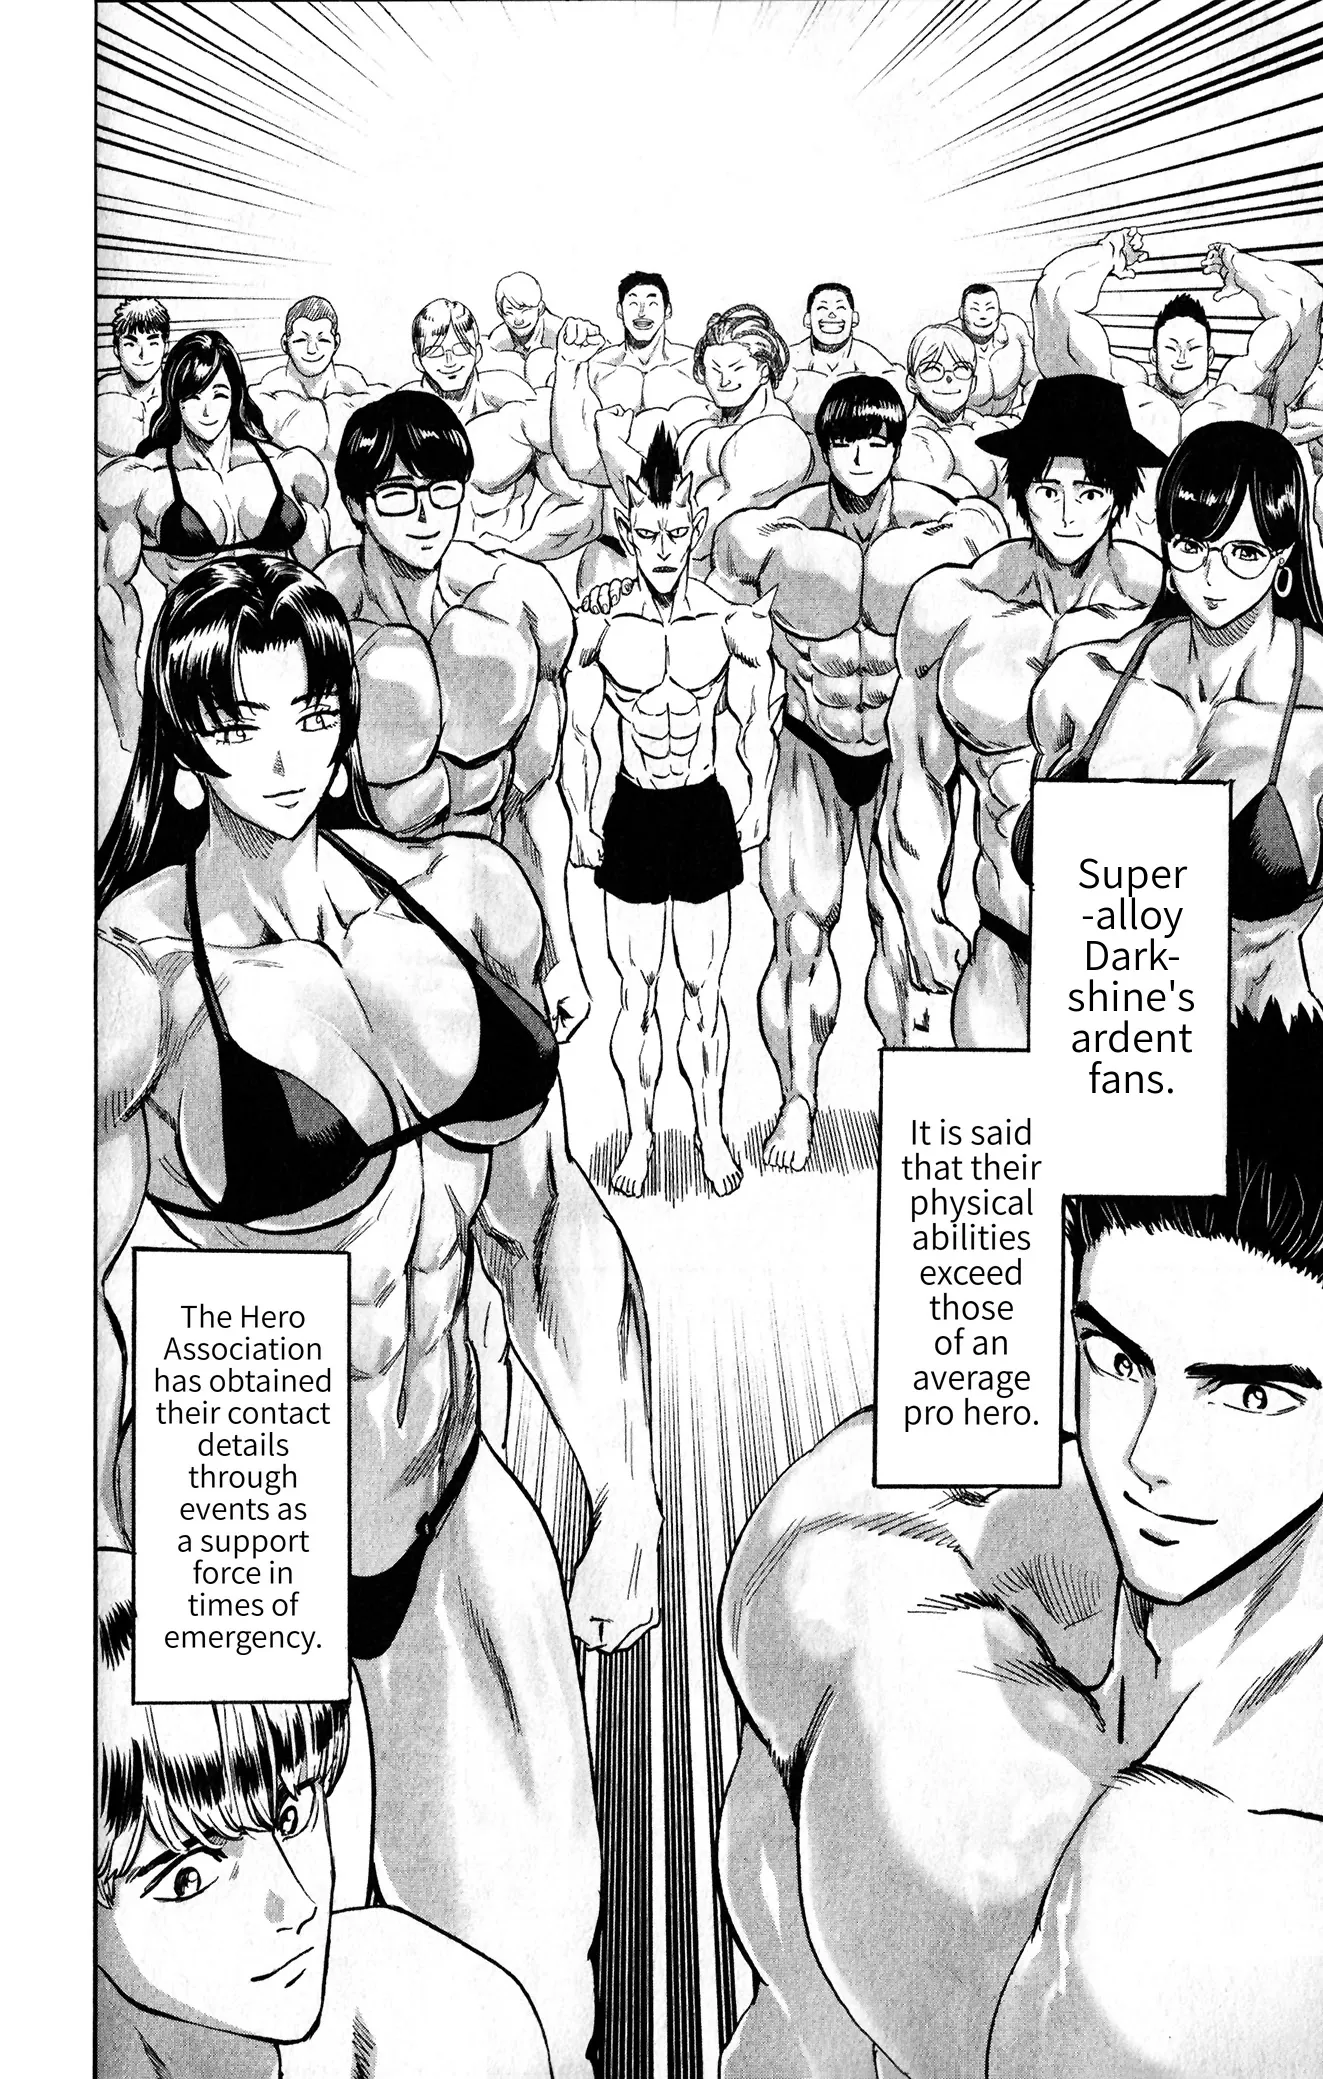 Super
-alloy
Dark-
shine's
ardent
fans.
It is said
that their
physical
abilities
exceed
those
of an
average
pro hero.
The Hero
Association
has obtained
their contact
details
through
events as
a support
force in
times of
emergency.